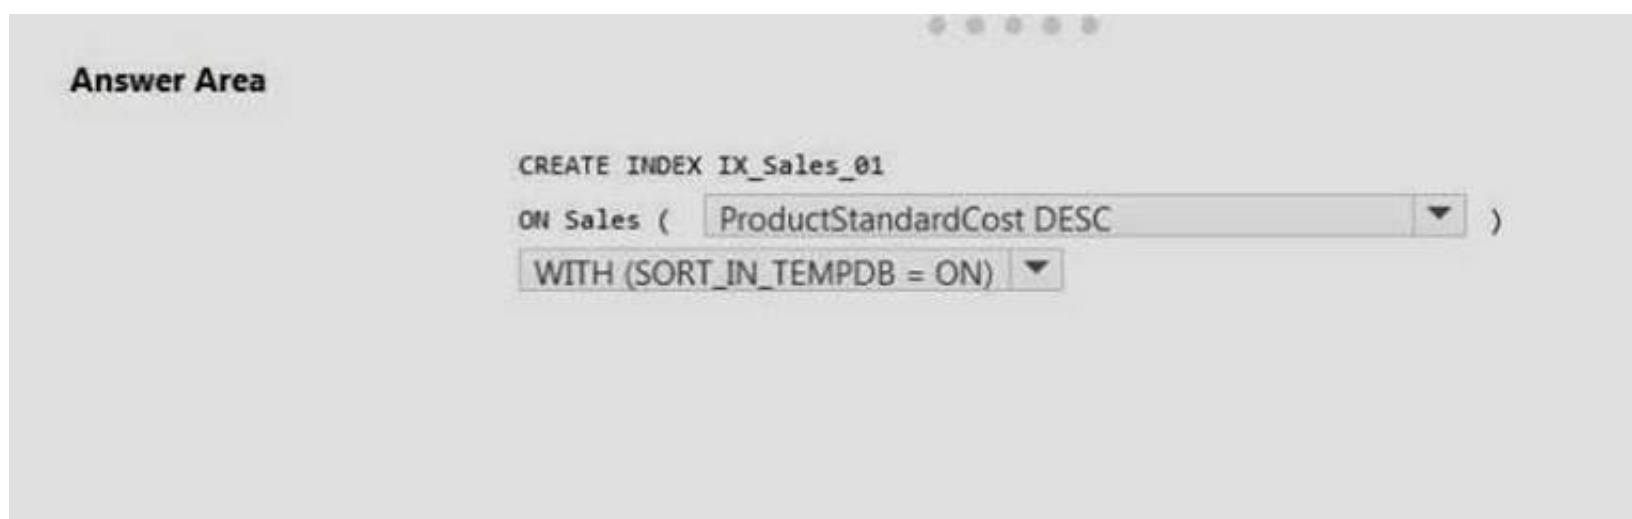 Answer Area
CREATE INDEX IX_Sales_01
ON Sales ( ProductStandardCost DESC )
WITH (SORT_IN_TEMPDB = ON)